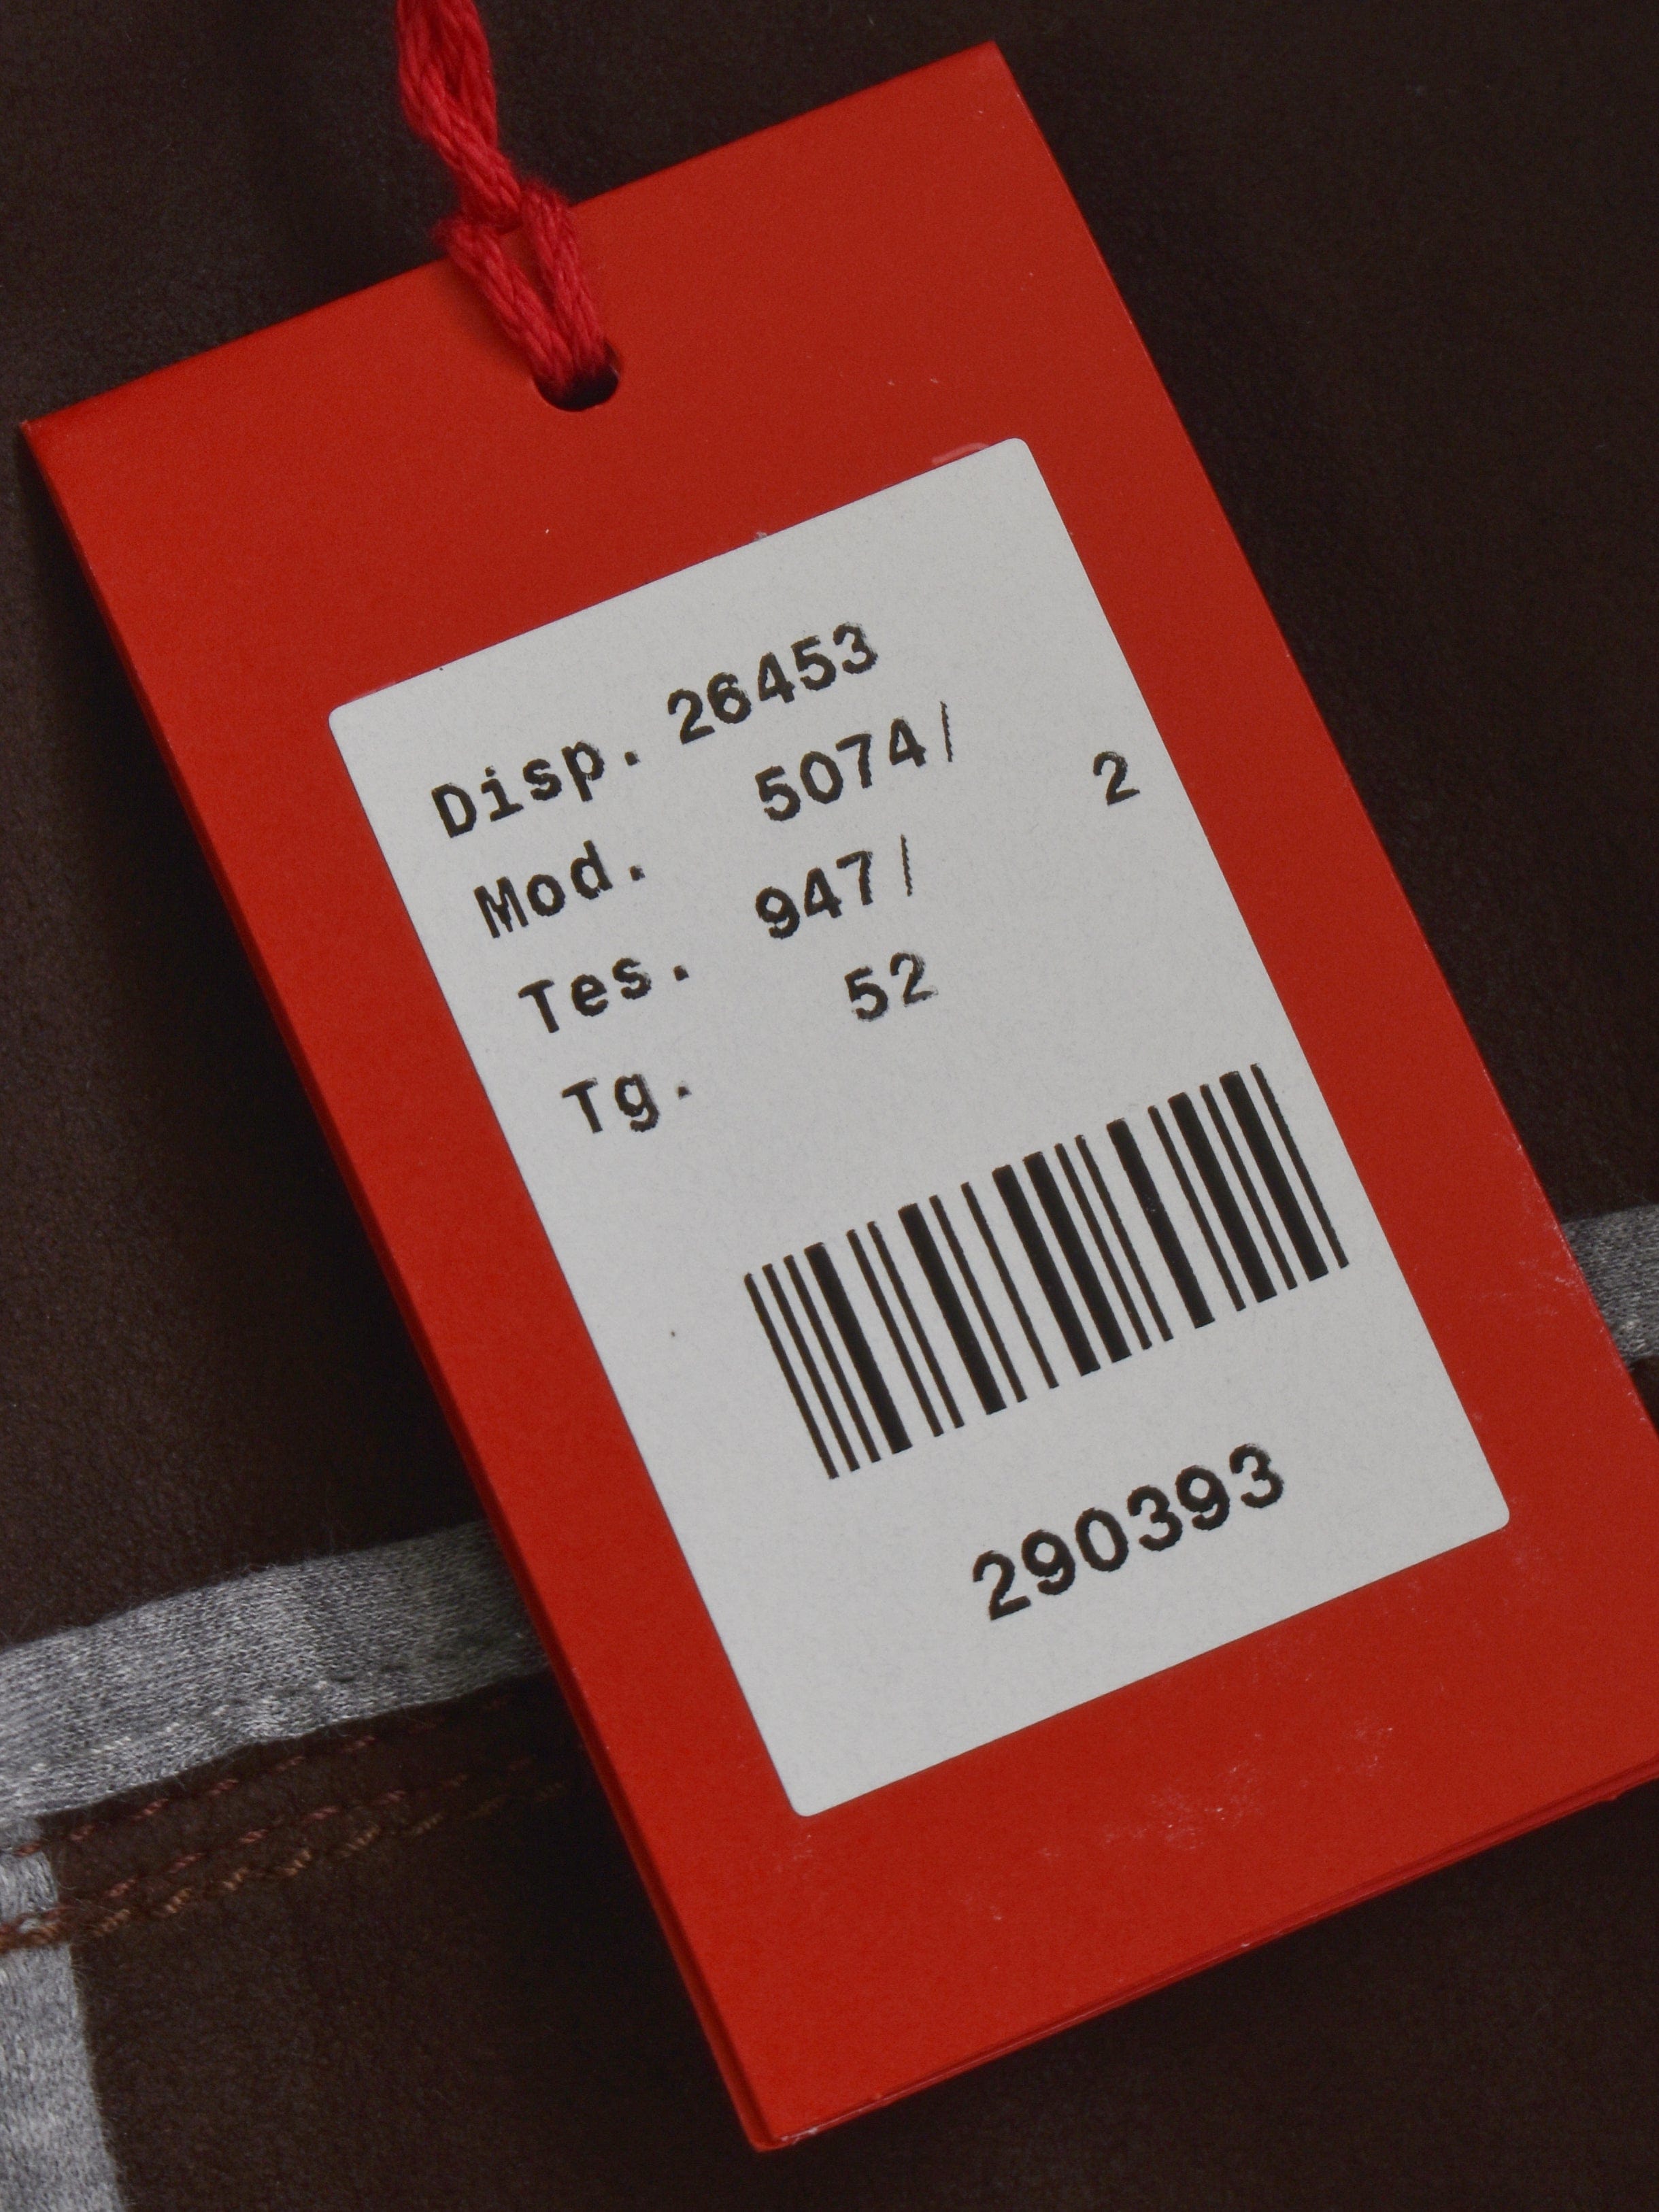 Disp. 26453
Mod. 5074/
Tes. 947/ 2
Tg. 52
290393